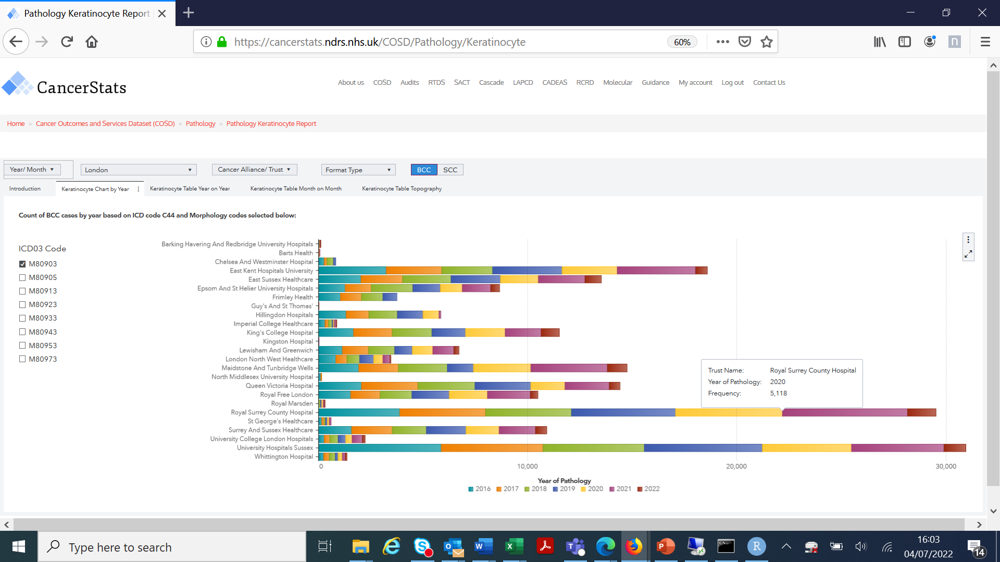 Pathology Keratinocyte Report
https://cancerstats.ndrs.nhs.uk/COSD/Pathology/Keratinocyte
60%
n
CancerStats
About us COSD Audits RTDS SACT Cascade LAPCD CADEAS RCRD Molecular Guidance My account Log out Contact Us
Home » Cancer Outcomes and Services Dataset (COSD) » Pathology » Pathology Keratinocyte Report
Year/ Month London Cancer Alliance/ Trust Format Type BCC SCC
Introduction Keratinocyte Chart by Year Keratinocyte Table Year on Year Keratinocyte Table Month on Month Keratinocyte Table Topography
Count of BCC cases by year based on ICD code C44 and Morphology codes selected below:
ICD03 Code
M80903
M80905
M80913
M80923
M80933
M80943
M80953
M80973
Barking Havering And Redbridge University Hospitals
Barts Health
Chelsea And Westminster Hospital
East Kent Hospitals University
East Sussex Healthcare
Epsom And St Helier University Hospitals
Frimley Health
Guy's And St Thomas'
Hillingdon Hospitals
Imperial College Healthcare
King's College Hospital
Kingston Hospital
Lewisham And Greenwich
London North West Healthcare
Maidstone And Tunbridge Wells
North Middlesex University Hospital
Queen Victoria Hospital
Royal Free London
Royal Marsden
Royal Surrey County Hospital
St George's Healthcare
Surrey And Sussex Healthcare
University College London Hospitals
University Hospitals Sussex
Whittington Hospital
Trust Name: Royal Surrey County Hospital
Year of Pathology: 2020
Frequency: 5,118
0 10,000 20,000 30,000
Year of Pathology
2016 2017 2018 2019 2020 2021 2022
Type here to search
16:03
04/07/2022
14